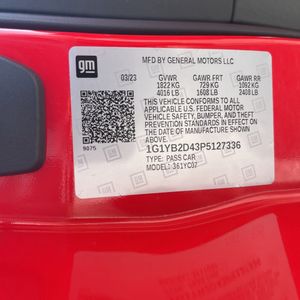 gm
MFD BY GENERAL MOTORS LLC
03/23 GVWR GAWR FRT GAWR RR
1822 KG 729 KG 1092 KG
4016 LB 1608 LB 2408 LB
THIS VEHICLE CONFORMS TO ALL
APPLICABLE U.S. FEDERAL MOTOR
VEHICLE SAFETY, BUMPER, AND THEFT
PREVENTION STANDARDS IN EFFECT ON
THE DATE OF MANUFACTURE SHOWN
ABOVE.
9075
1G1YB2D43P5127336
TYPE: PASS CAR
MODEL: 361YC07